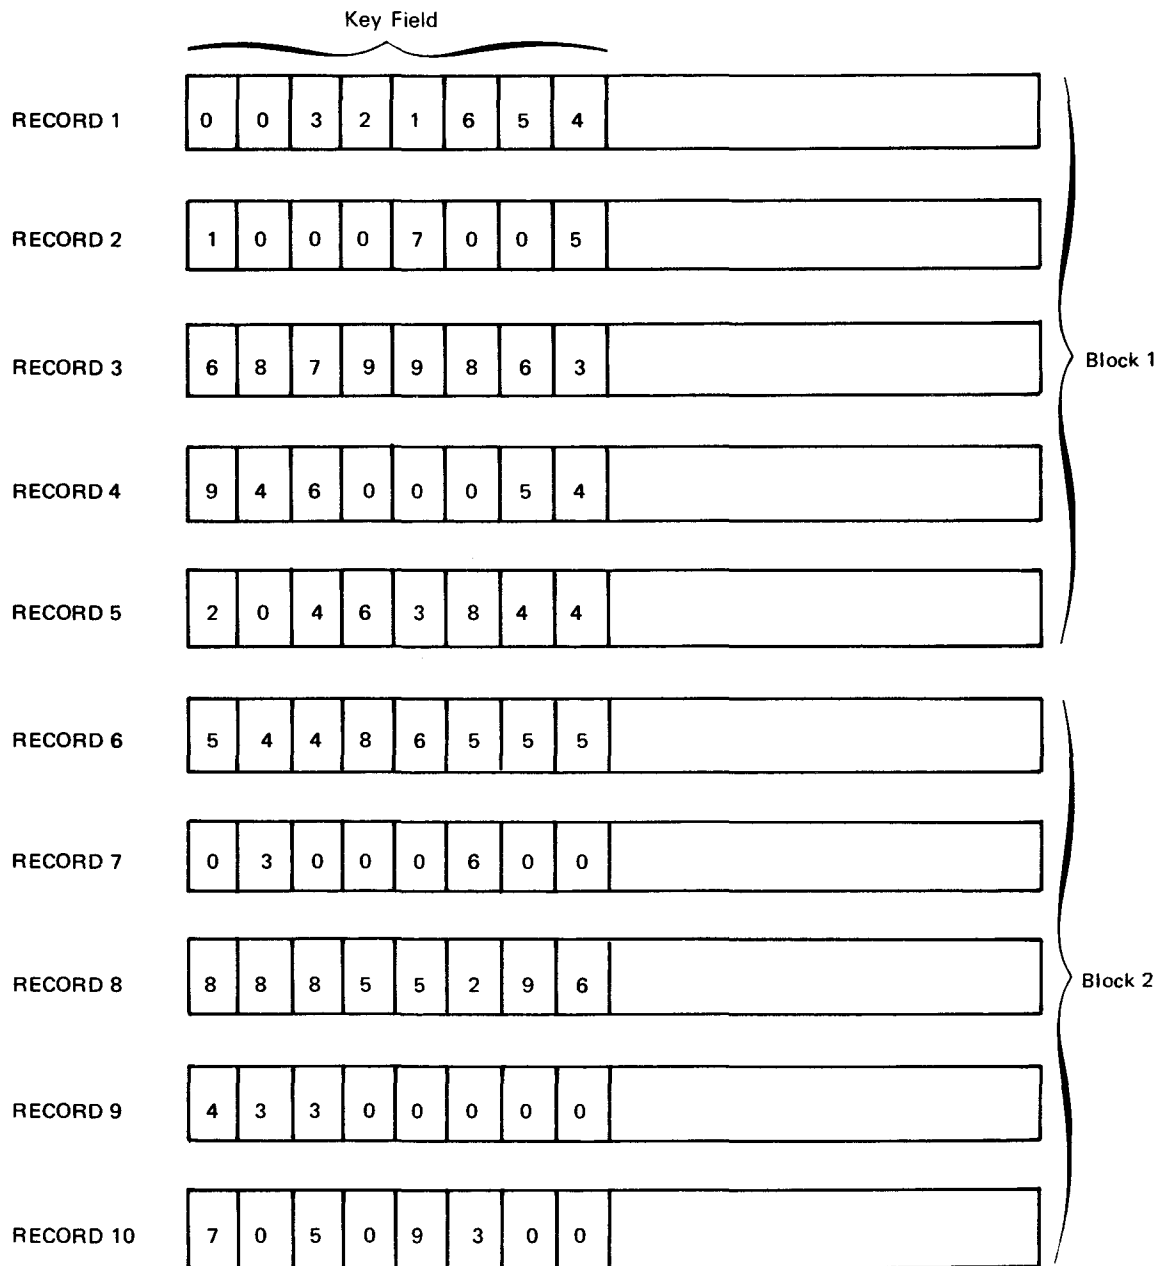 Key Field
RECORD 1 0 0 3 2 1 6 5 4
RECORD 2 1 0 0 0 7 0 0 5
RECORD 3 6 8 7 9 9 8 6 3
Block 1
RECORD 4 9 4 6 0 0 0 5 4
RECORD 5 2 0 4 6 3 8 4 4
RECORD 6 5 4 4 8 6 5 5 5
RECORD 7 0 3 0 0 0 6 0 0
RECORD 8 8 8 8 5 5 2 9 6
Block 2
RECORD 9 4 3 3 0 0 0 0 0
RECORD 10 7 0 5 0 9 3 0 0